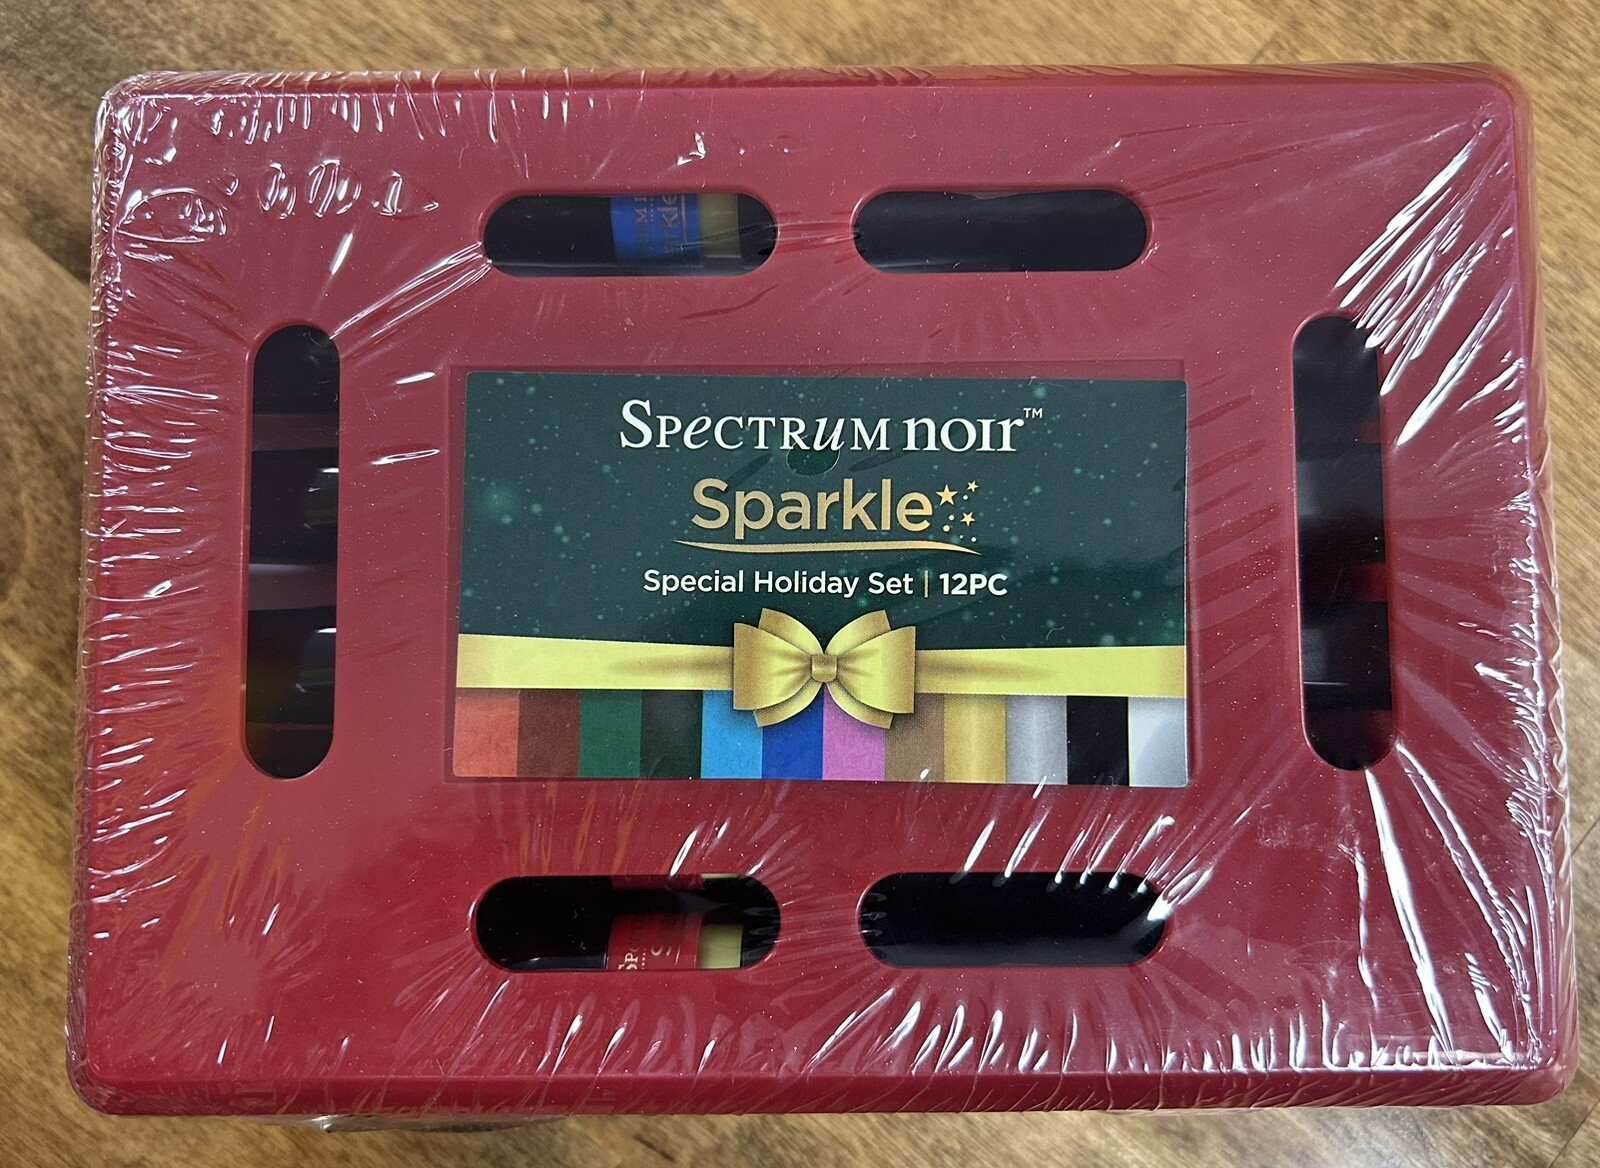 SPeCTRuM noir™
Sparkle
Special Holiday Set | 12PC